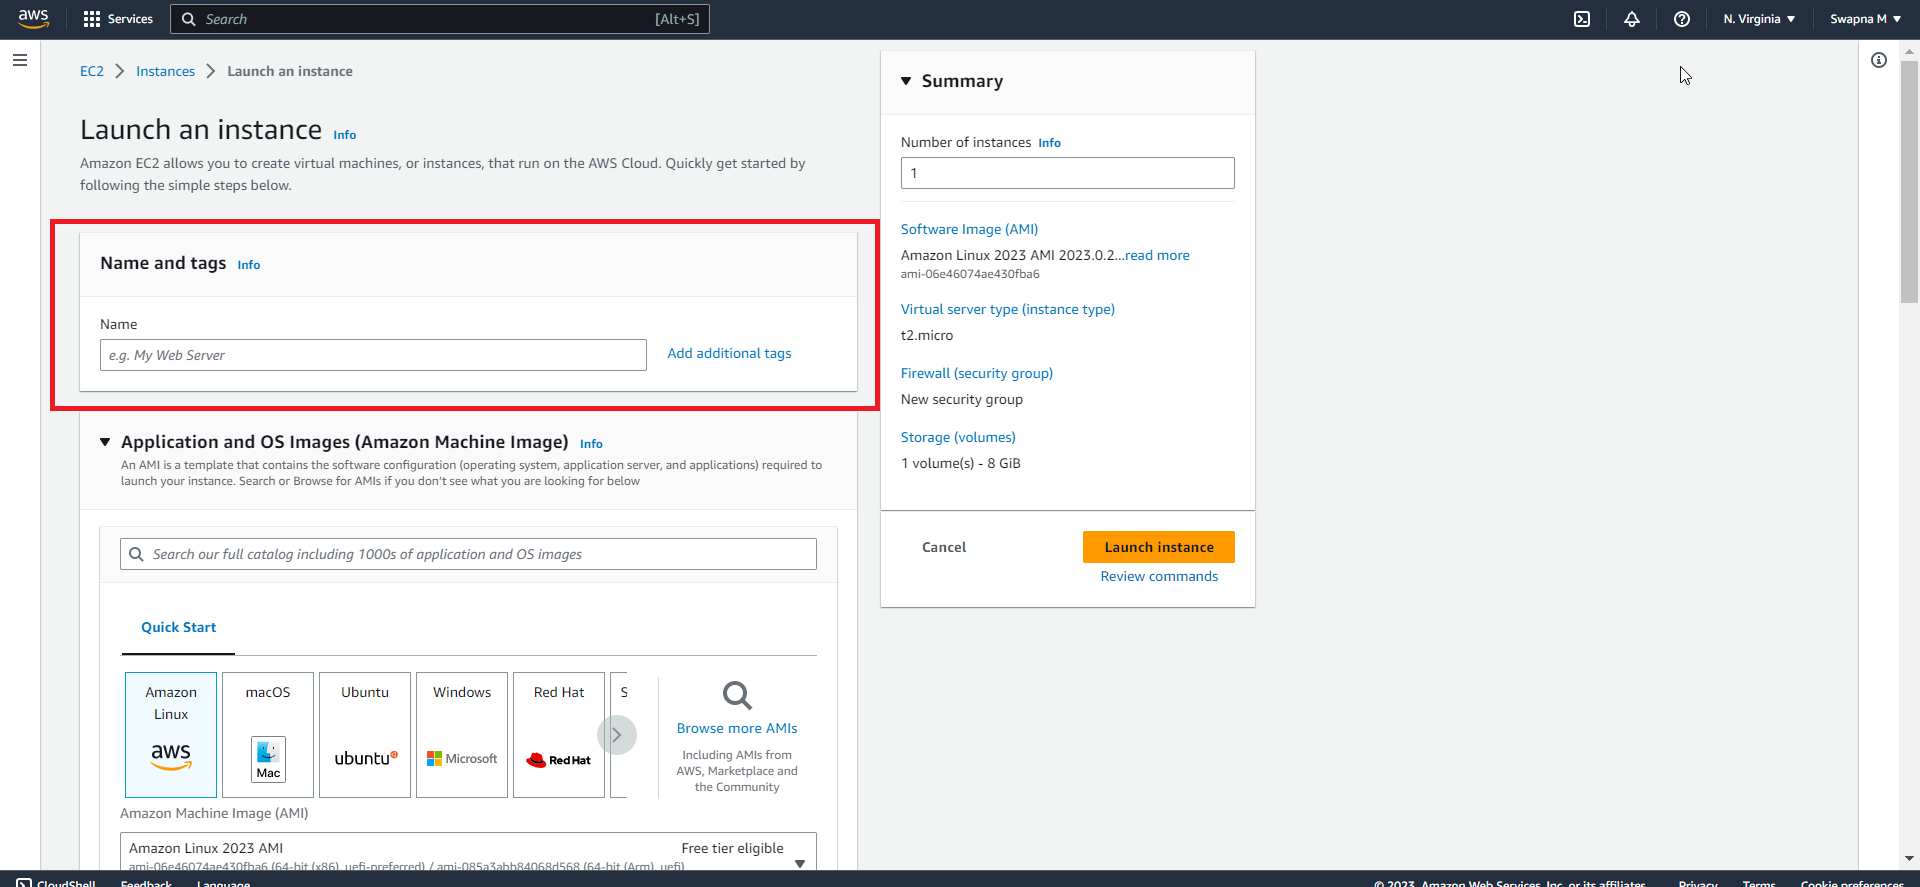 aws
Services
Search [Alt+S]
N. Virginia
Swapna M
EC2 Instances Launch an instance
Launch an instance Info
Amazon EC2 allows you to create virtual machines, or instances, that run on the AWS Cloud. Quickly get started by
following the simple steps below.
Name and tags Info
Name
e.g. My Web Server
Add additional tags
Application and OS Images (Amazon Machine Image) Info
An AMI is a template that contains the software configuration (operating system, application server, and applications) required to
launch your instance. Search or Browse for AMIs if you don't see what you are looking for below
Search our full catalog including 1000s of application and OS images
Quick Start
Amazon
Linux
aws
macOS
Mac
Ubuntu
ubuntu
Windows
Microsoft
Red Hat
Red Hat
S
Browse more AMIs
Including AMIs from
AWS, Marketplace and
the Community
Amazon Machine Image (AMI)
Amazon Linux 2023 AMI
Free tier eligible
ami-06e46074ae430fba6 (64-bit (x86), uefi-preferred) / ami-085a3abb84068d568 (64-bit (Arm), uefi)
Summary
Number of instances Info
1
Software Image (AMI)
Amazon Linux 2023 AMI 2023.0.2...read more
ami-06e46074ae430fba6
Virtual server type (instance type)
t2.micro
Firewall (security group)
New security group
Storage (volumes)
1 volume(s) - 8 GiB
Cancel
Launch instance
Review commands
CloudShell Feedback Language
© 2023, Amazon Web Services, Inc. or its affiliates.
Privacy Terms Cookie preferences